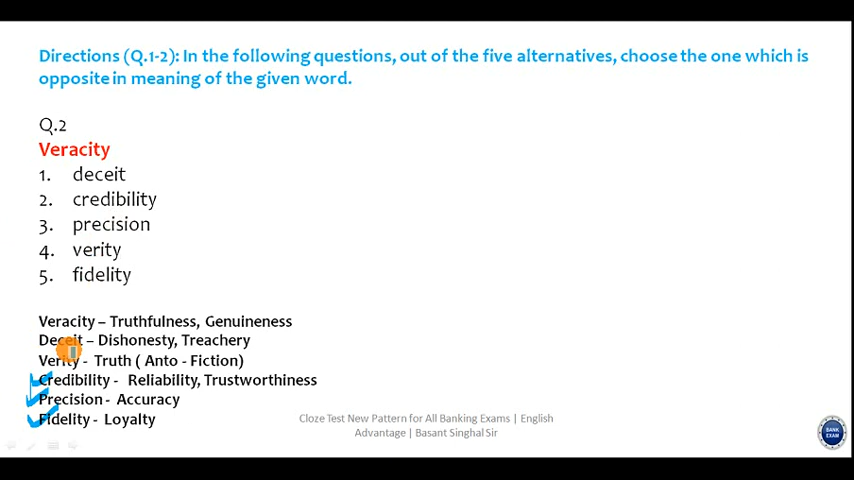 Directions (Q.1-2): In the following questions, out of the five alternatives, choose the one which is
opposite in meaning of the given word.
Q.2
Veracity
1. deceit
2. credibility
3. precision
4. verity
5. fidelity
Veracity – Truthfulness, Genuineness
Deceit – Dishonesty, Treachery
Verity - Truth ( Anto - Fiction)
Credibility - Reliability, Trustworthiness
Precision - Accuracy
Fidelity - Loyalty
Cloze Test New Pattern for All Banking Exams | English
Advantage | Basant Singhal Sir
BANK
EXAM